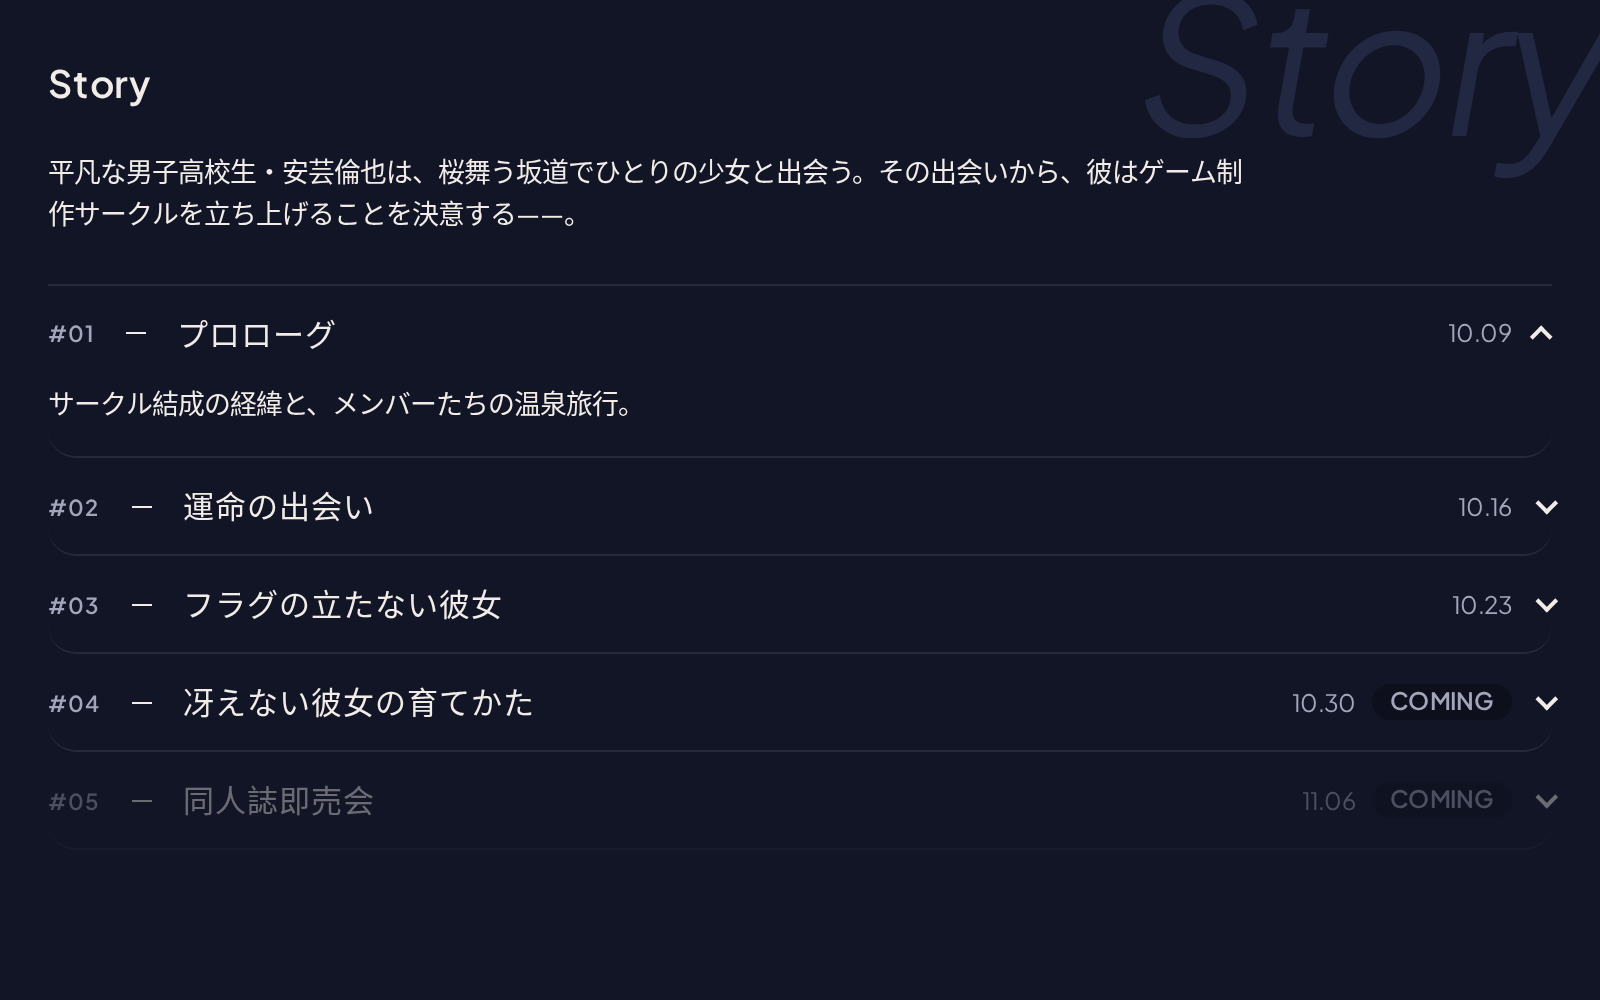 Story
Story
平凡な男子高校生・安芸倫也は、桜舞う坂道でひとりの少女と出会う。その出会いから、彼はゲーム制
作サークルを立ち上げることを決意する——。
#01 — プロローグ 10.09
サークル結成の経緯と、メンバーたちの温泉旅行。
#02 — 運命の出会い 10.16
#03 — フラグの立たない彼女 10.23
#04 — 冴えない彼女の育てかた 10.30 COMING
#05 — 同人誌即売会 11.06 COMING